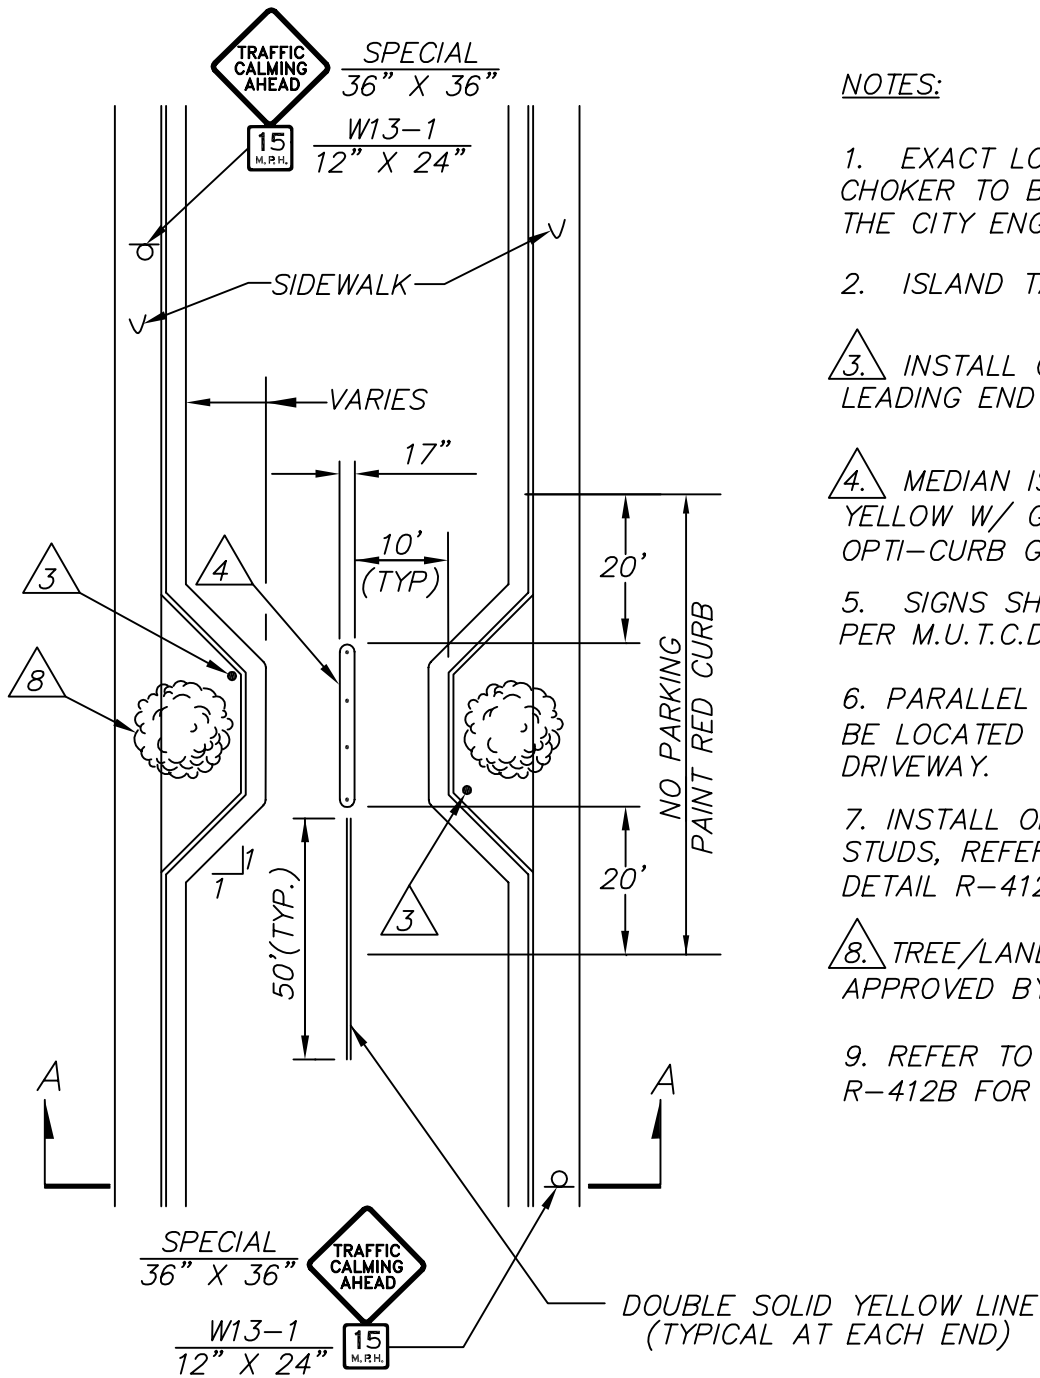 TRAFFIC
CALMING
AHEAD
SPECIAL
36" X 36"
15
M.P.H.
W13-1
12" X 24"
SIDEWALK
VARIES
17"
10'
(TYP)
20'
3
4
8
NO PARKING
PAINT RED CURB
1
1
3
20'
50'(TYP.)
A
A
SPECIAL
36" X 36"
TRAFFIC
CALMING
AHEAD
W13-1
12" X 24"
15
M.P.H.
DOUBLE SOLID YELLOW LINE
(TYPICAL AT EACH END)
NOTES:
1. EXACT LO
CHOKER TO B
THE CITY ENG
2. ISLAND TA
3. INSTALL
LEADING END
4. MEDIAN IS
YELLOW W/ G
OPTI-CURB G
5. SIGNS SH
PER M.U.T.C.D
6. PARALLEL
BE LOCATED
DRIVEWAY.
7. INSTALL O
STUDS, REFER
DETAIL R-412
8. TREE/LAND
APPROVED BY
9. REFER TO
R-412B FOR